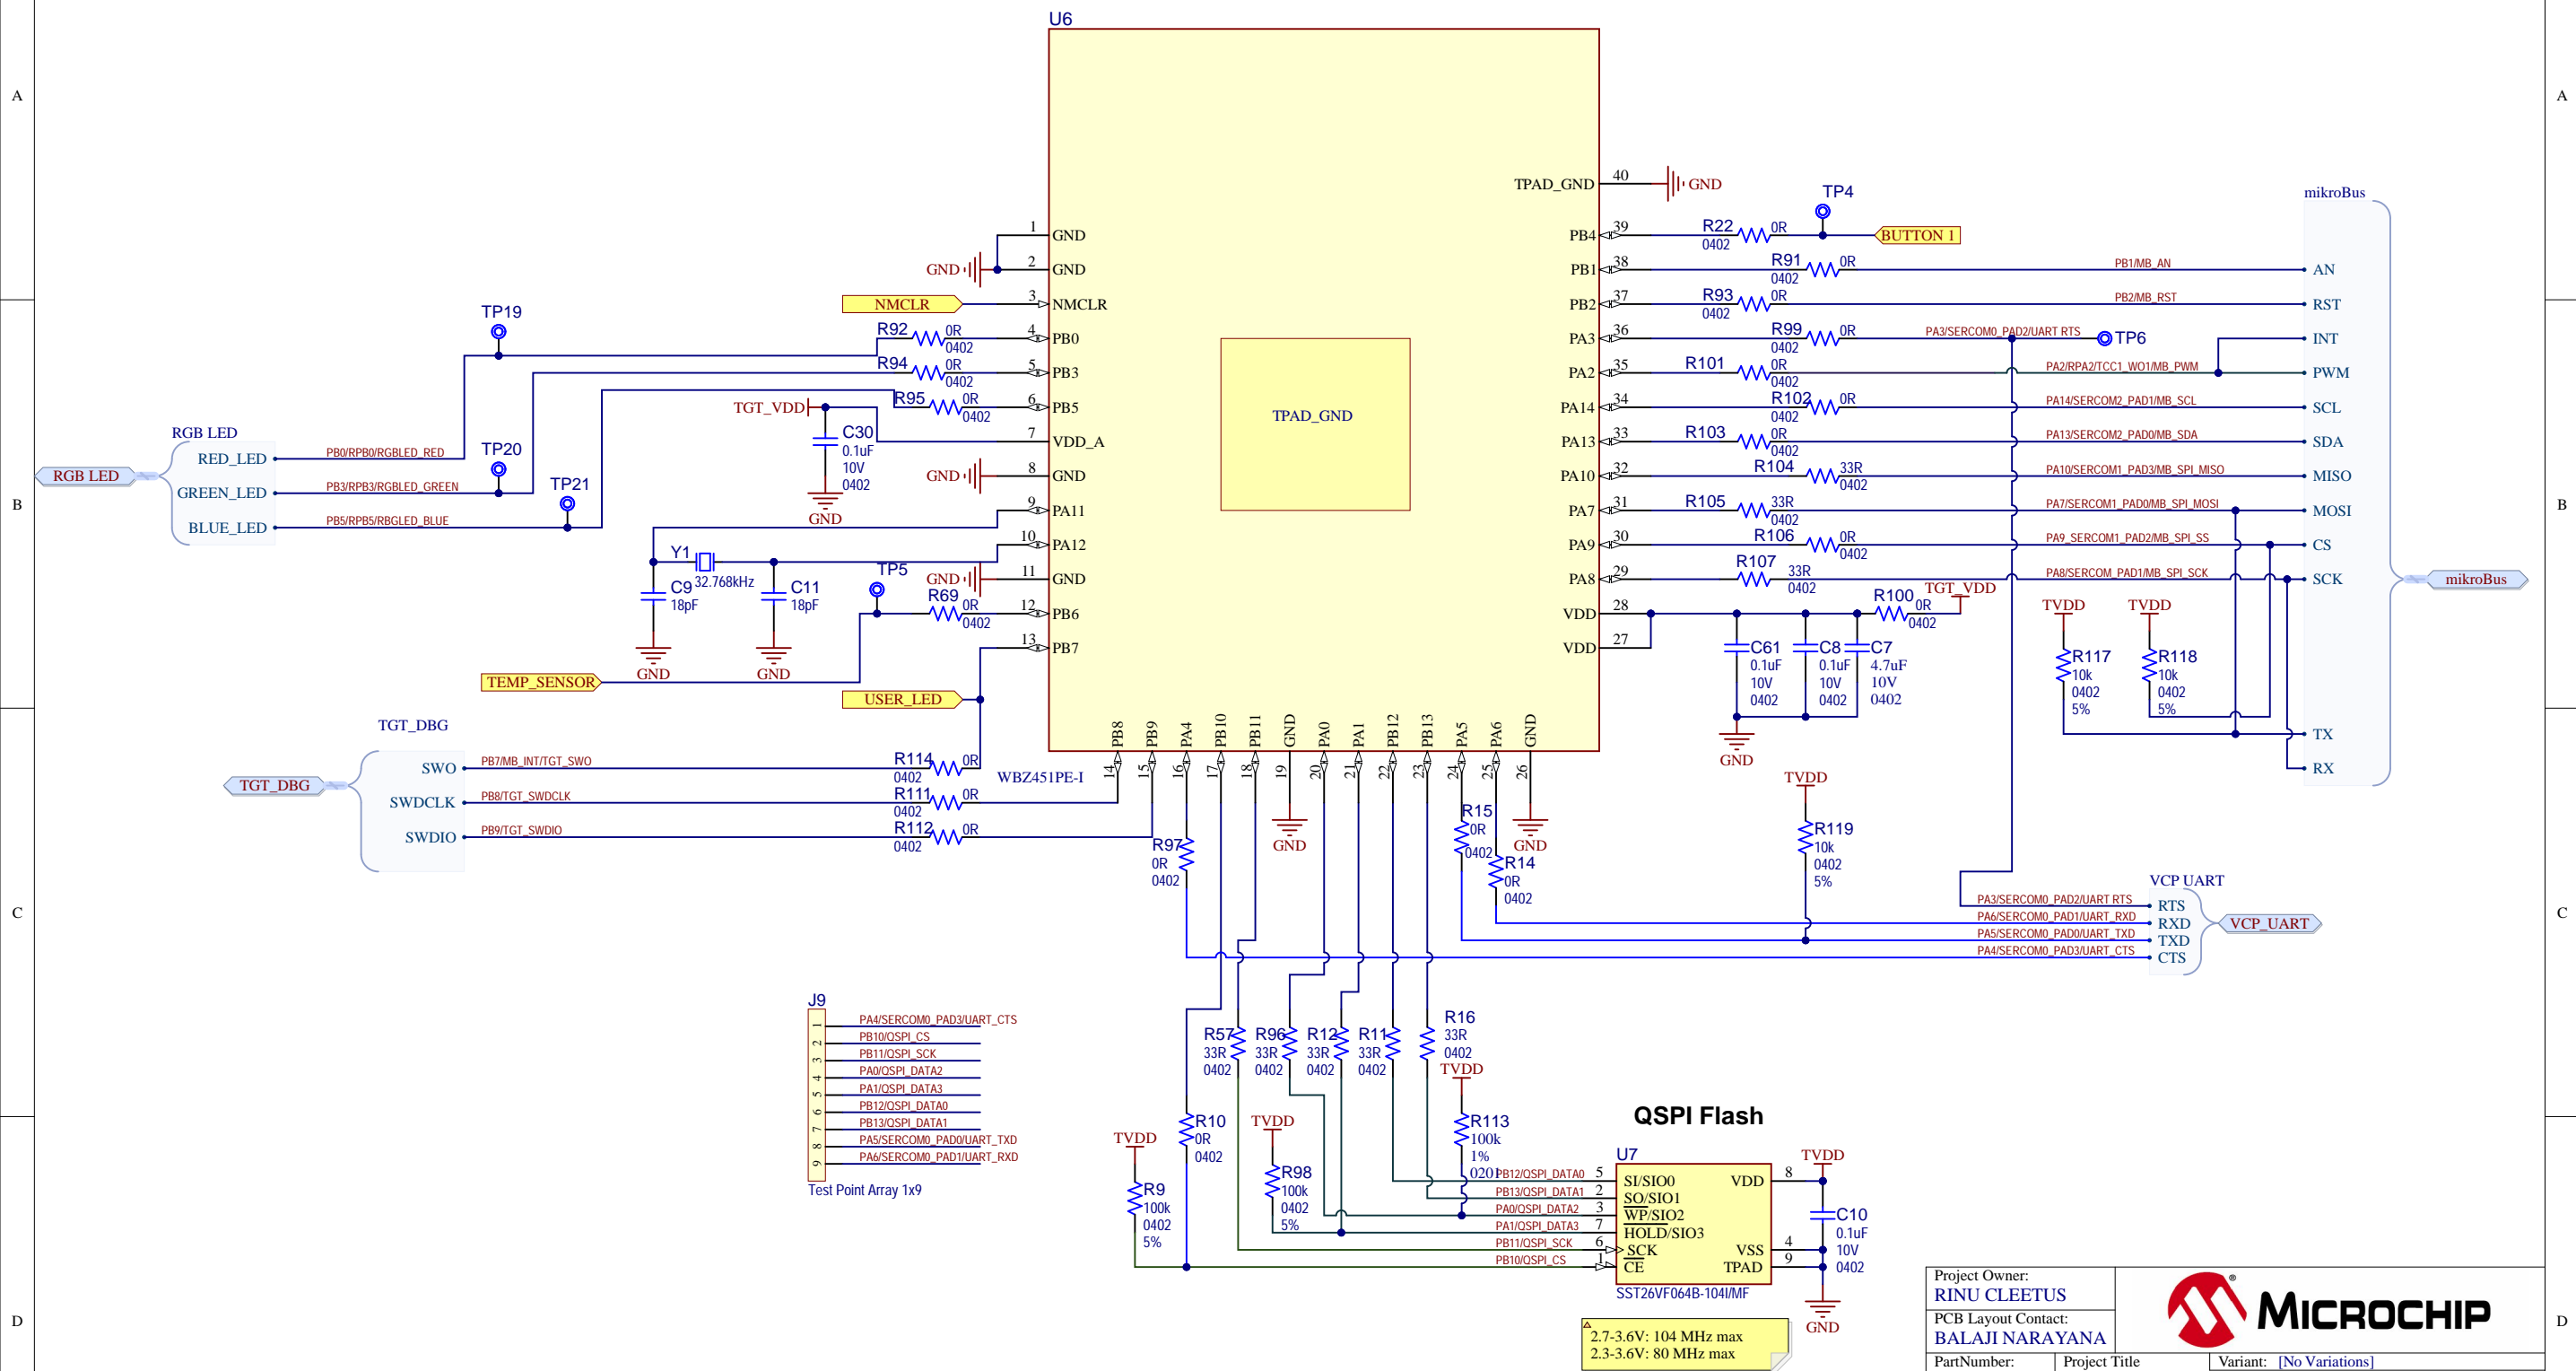 U6
A
A
TPAD_GND 40 GND
TP4
mikroBus
1 GND
GND 2 GND
NMCLR 3 NMCLR
PB4 39 R22 0R 0402 BUTTON 1
PB1 38 R91 0R 0402 PB1/MB_AN AN
PB2 37 R93 0R 0402 PB2/MB_RST RST
TP19
R92 0R 0402 4 PB0
PA3 36 R99 0R 0402 PA3/SERCOM0_PAD2/UART RTS TP6 INT
R94 0R 0402 5 PB3
PA2 35 R101 0R 0402 PA2/RPA2/TCC1_WO1/MB_PWM PWM
TGT_VDD R95 0R 0402 6 PB5
TPAD_GND
PA14 34 R102 0R 0402 PA14/SERCOM2_PAD1/MB_SCL SCL
C30
0.1uF
10V
0402
GND
7 VDD_A
PA13 33 R103 0R 0402 PA13/SERCOM2_PAD0/MB_SDA SDA
GND 8 GND
PA10 32 R104 33R 0402 PA10/SERCOM1_PAD3/MB_SPI_MISO MISO
9 PA11
PA7 31 R105 33R 0402 PA7/SERCOM1_PAD0/MB_SPI_MOSI MOSI
10 PA12
PA9 30 R106 0R 0402 PA9_SERCOM1_PAD2/MB_SPI_SS CS
GND 11 GND
PA8 29 R107 33R 0402 PA8/SERCOM_PAD1/MB_SPI_SCK SCK
RGB LED
RGB LED
RED_LED PB0/RPB0/RGBLED_RED
TP20
GREEN_LED PB3/RPB3/RGBLED_GREEN
TP21
BLUE_LED PB5/RPB5/RBGLED_BLUE
B
B
Y1
32.768kHz
C9
18pF
GND
C11
18pF
GND
TP5
R69 0R 0402 12 PB6
13 PB7
TEMP_SENSOR
USER_LED
VDD 28
VDD 27
R100 0R 0402 TGT_VDD
C61
0.1uF
10V
0402
C8
0.1uF
10V
0402
C7
4.7uF
10V
0402
GND
TVDD
R117
10k
0402
5%
TVDD
R118
10k
0402
5%
TX
RX
mikroBus
TGT_DBG
TGT_DBG
SWO PB7/MB_INT/TGT_SWO R114 0R 0402
SWDCLK PB8/TGT_SWDCLK R111 0R 0402
SWDIO PB9/TGT_SWDIO R112 0R 0402
WBZ451PE-I
PB8 PB9 PA4 PB10 PB11 GND PA0 PA1 PB12 PB13 PA5 PA6 GND
14 15 16 17 18 19 20 21 22 23 24 25 26
GND
GND
R97
0R
0402
R15
0R
0402
R14
0R
0402
TVDD
R119
10k
0402
5%
C
C
VCP UART
PA3/SERCOM0_PAD2/UART RTS RTS
PA6/SERCOM0_PAD1/UART_RXD RXD
PA5/SERCOM0_PAD0/UART_TXD TXD
PA4/SERCOM0_PAD3/UART_CTS CTS
VCP_UART
J9
1 PA4/SERCOM0_PAD3/UART_CTS
2 PB10/QSPI_CS
3 PB11/QSPI_SCK
4 PA0/QSPI_DATA2
5 PA1/QSPI_DATA3
6 PB12/QSPI_DATA0
7 PB13/QSPI_DATA1
8 PA5/SERCOM0_PAD0/UART_TXD
9 PA6/SERCOM0_PAD1/UART_RXD
Test Point Array 1x9
R57
33R
0402
R96
33R
0402
R12
33R
0402
R11
33R
0402
R16
33R
0402
TVDD
R113
100k
1%
0201
R10
0R
0402
TVDD
R9
100k
0402
5%
TVDD
R98
100k
0402
5%
QSPI Flash
U7
PB12/QSPI_DATA0 5 SI/SIO0
PB13/QSPI_DATA1 2 SO/SIO1
PA0/QSPI_DATA2 3 WP/SIO2
PA1/QSPI_DATA3 7 HOLD/SIO3
PB11/QSPI_SCK 6 SCK
PB10/QSPI_CS 1 CE
VDD 8
VSS 4
TPAD 9
TVDD
C10
0.1uF
10V
0402
GND
SST26VF064B-104I/MF
2.7-3.6V: 104 MHz max
2.3-3.6V: 80 MHz max
D
D
Project Owner:
RINU CLEETUS
PCB Layout Contact:
BALAJI NARAYANA
MICROCHIP
®
PartNumber: Project Title Variant: [No Variations]